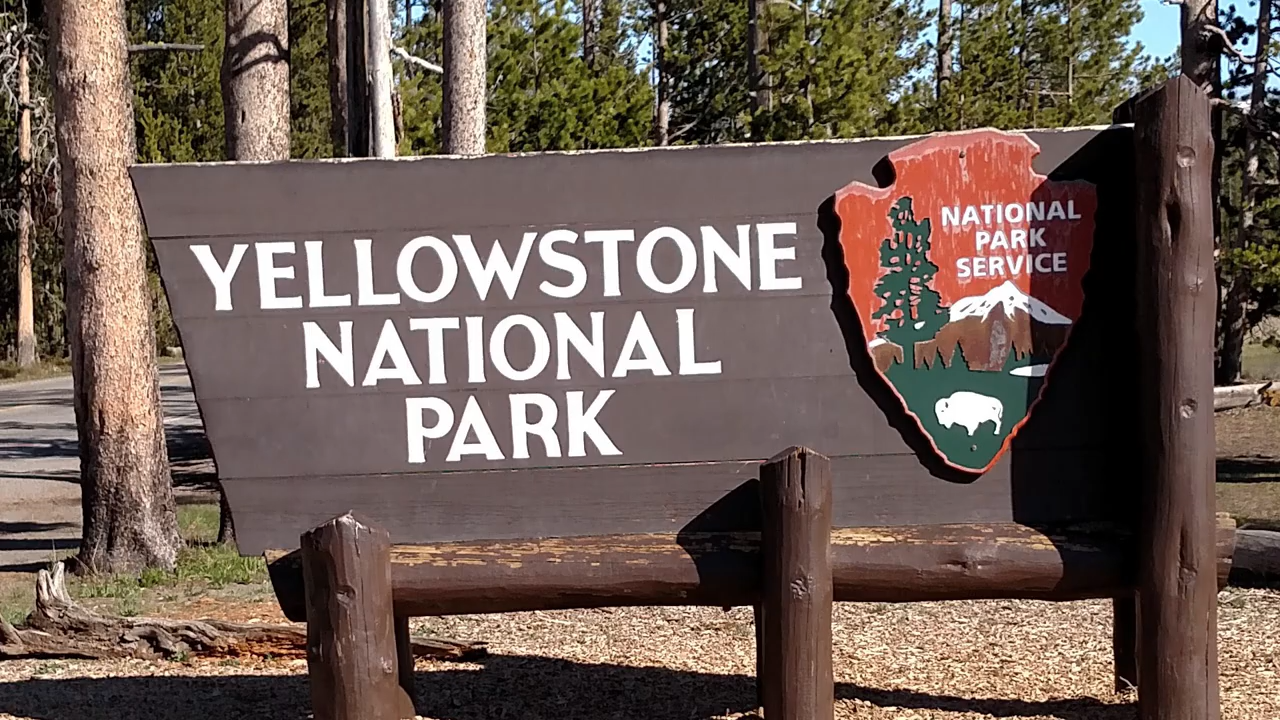 YELLOWSTONE
NATIONAL
PARK
NATIONAL
PARK
SERVICE